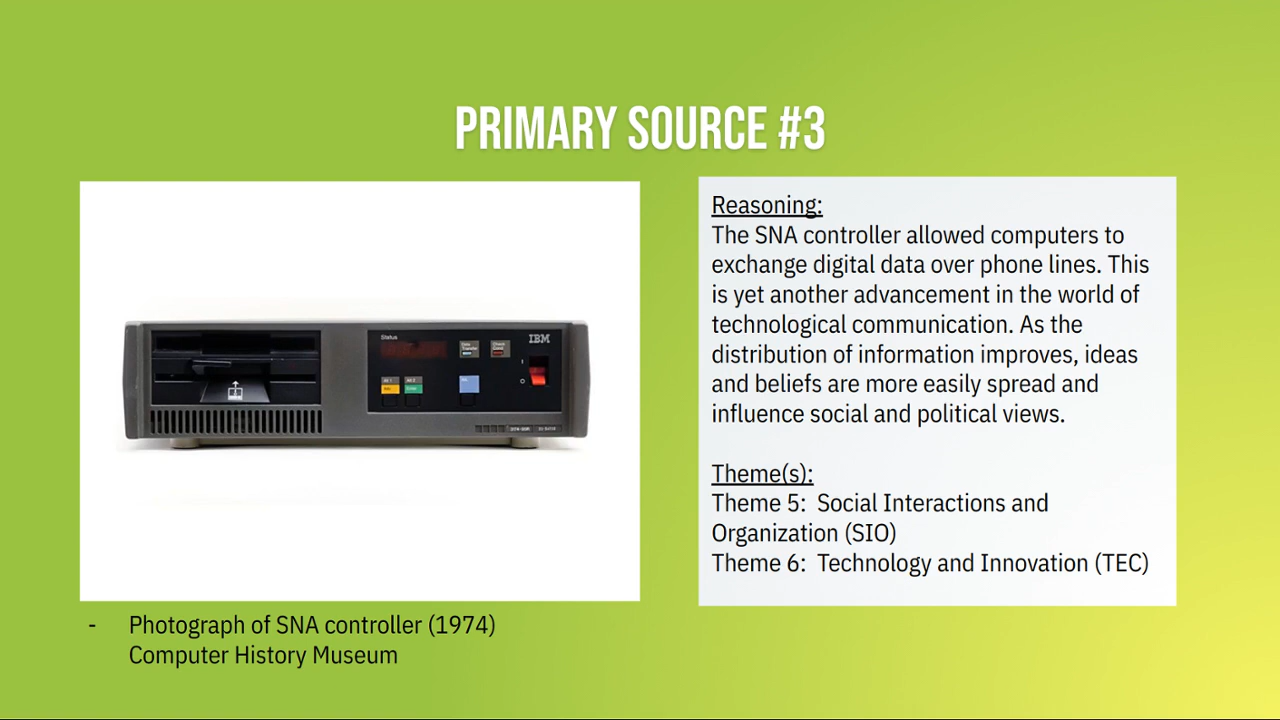 PRIMARY SOURCE #3
Status
IBM
Reasoning:
The SNA controller allowed computers to
exchange digital data over phone lines. This
is yet another advancement in the world of
technological communication. As the
distribution of information improves, ideas
and beliefs are more easily spread and
influence social and political views.
Theme(s):
Theme 5:  Social Interactions and
Organization (SIO)
Theme 6:  Technology and Innovation (TEC)
- Photograph of SNA controller (1974)
Computer History Museum